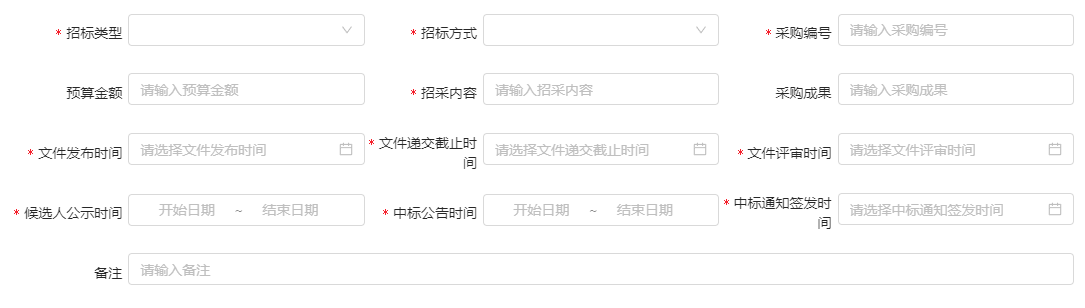 * 招标类型
* 招标方式
* 采购编号 请输入采购编号
预算金额 请输入预算金额
* 招采内容 请输入招采内容
采购成果 请输入采购成果
* 文件发布时间 请选择文件发布时间
* 文件递交截止时
间 请选择文件递交截止时间
* 文件评审时间 请选择文件评审时间
* 候选人公示时间 开始日期 ~ 结束日期
* 中标公告时间 开始日期 ~ 结束日期
* 中标通知签发时
间 请选择中标通知签发时间
备注 请输入备注